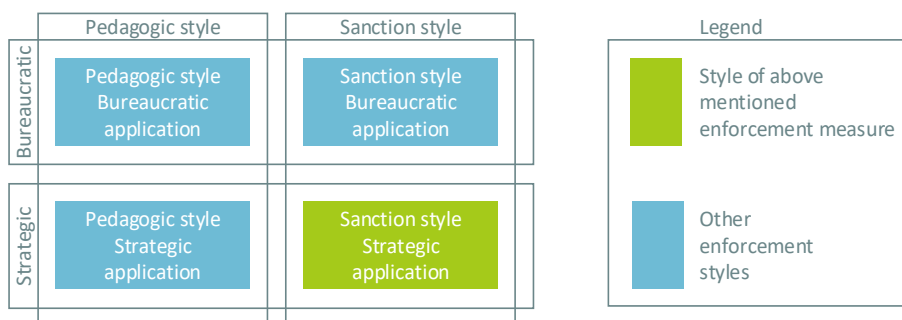 Pedagogic style
Sanction style
Legend
Bureaucratic
Pedagogic style
Bureaucratic
application
Sanction style
Bureaucratic
application
Style of above
mentioned
enforcement measure
Strategic
Pedagogic style
Strategic
application
Sanction style
Strategic
application
Other
enforcement
styles